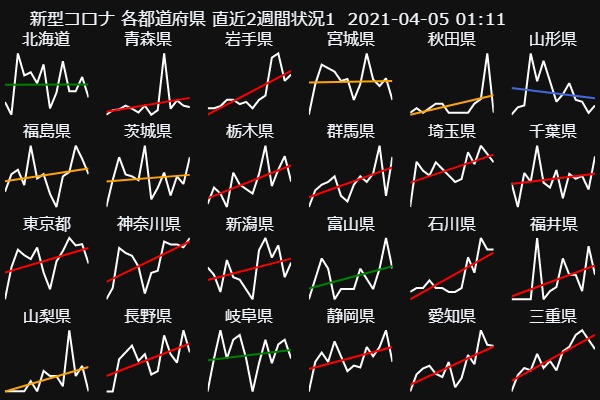 新型コロナ 各都道府県 直近2週間状況1 2021-04-05 01:11
北海道 青森県 岩手県 宮城県 秋田県 山形県
福島県 茨城県 栃木県 群馬県 埼玉県 千葉県
東京都 神奈川県 新潟県 富山県 石川県 福井県
山梨県 長野県 岐阜県 静岡県 愛知県 三重県